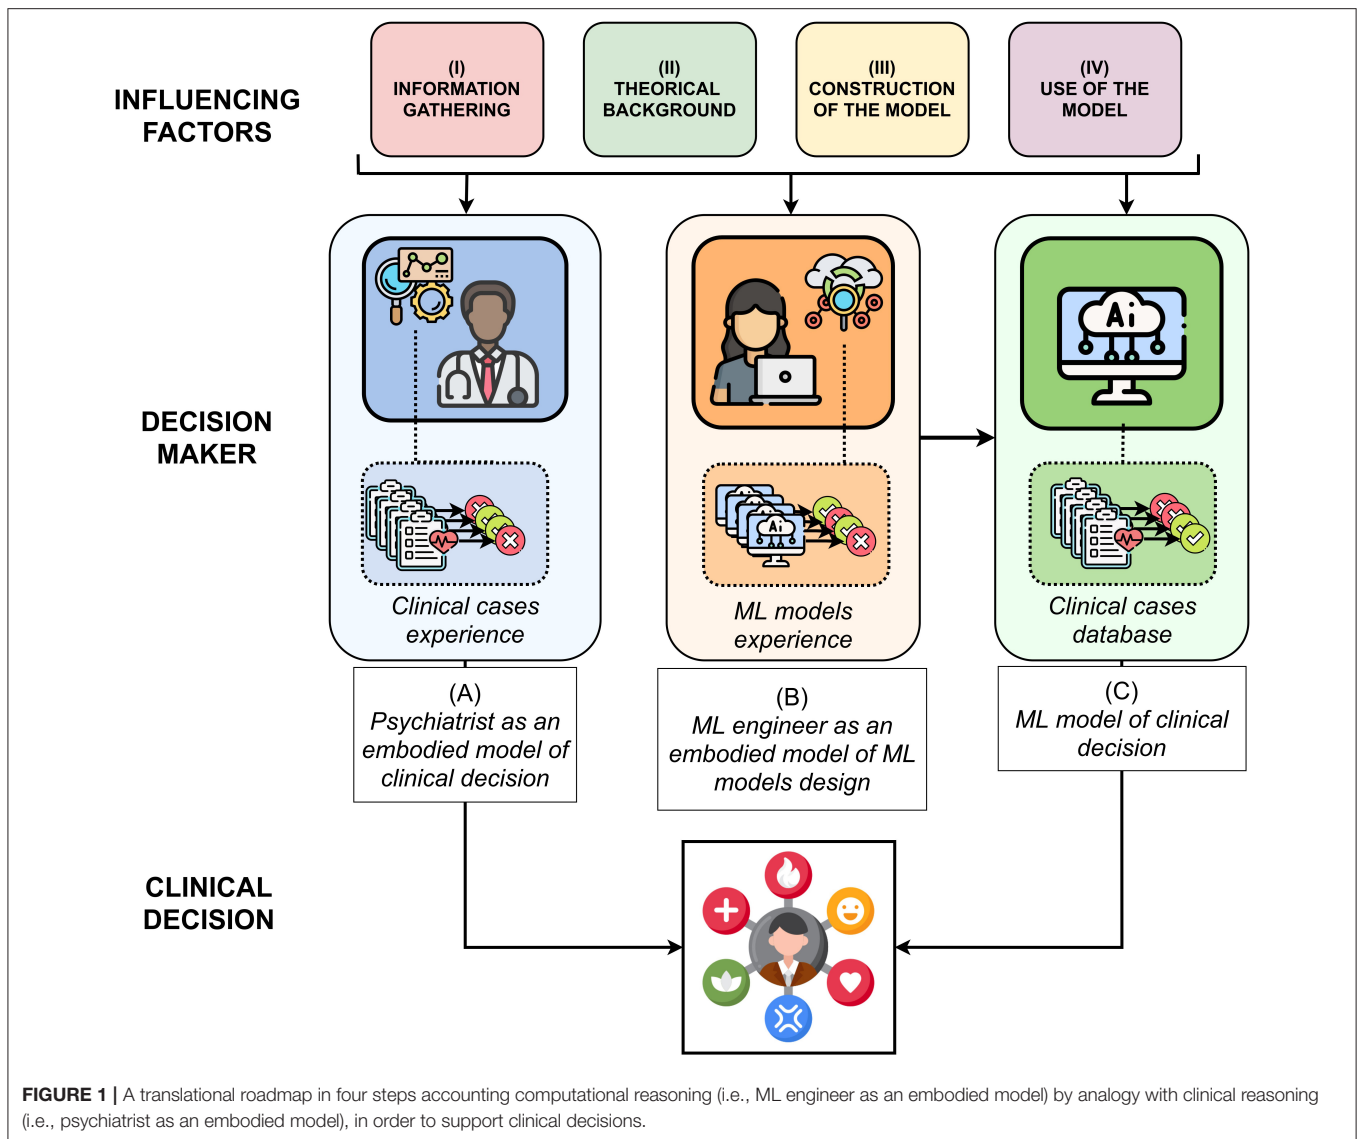 INFLUENCING
FACTORS
(I)
INFORMATION
GATHERING
(II)
THEORICAL
BACKGROUND
(III)
CONSTRUCTION
OF THE MODEL
(IV)
USE OF THE
MODEL
DECISION
MAKER
Ai
Ai
Clinical cases
experience
ML models
experience
Clinical cases
database
(A)
Psychiatrist as an
embodied model of
clinical decision
(B)
ML engineer as an
embodied model of ML
models design
(C)
ML model of clinical
decision
CLINICAL
DECISION
FIGURE 1 | A translational roadmap in four steps accounting computational reasoning (i.e., ML engineer as an embodied model) by analogy with clinical reasoning
(i.e., psychiatrist as an embodied model), in order to support clinical decisions.